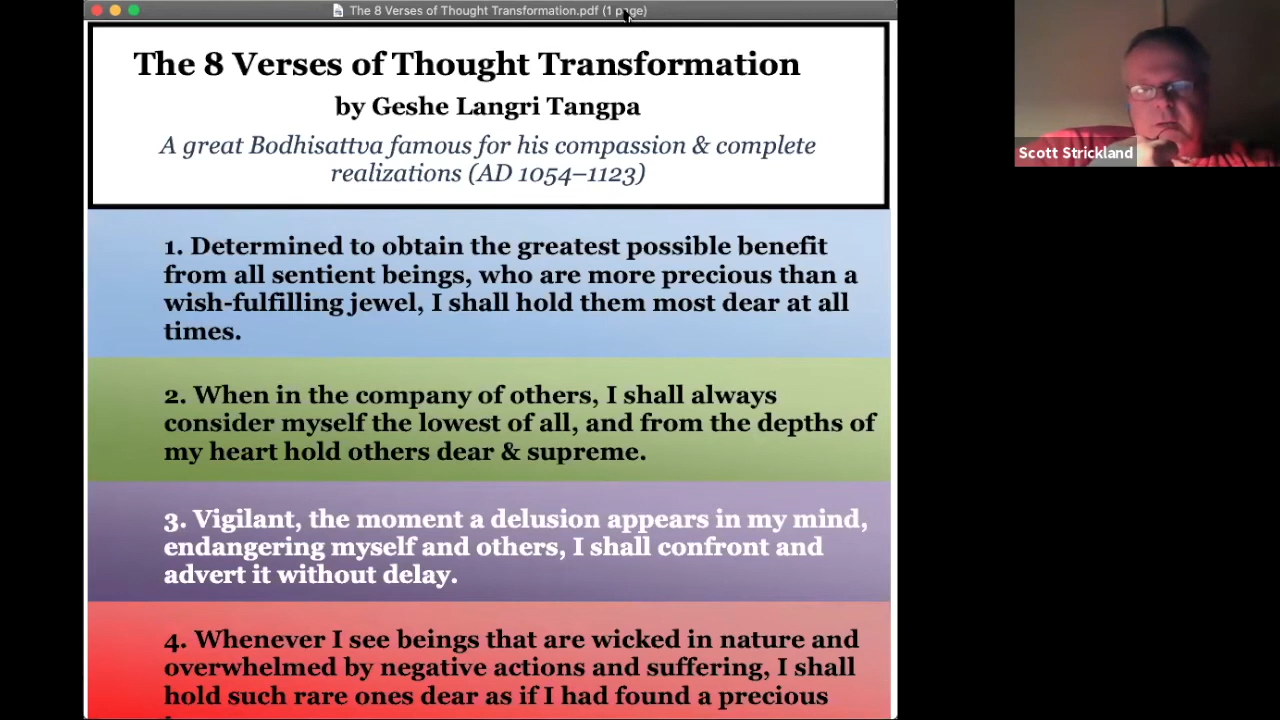 The 8 Verses of Thought Transformation.pdf (1 page)
The 8 Verses of Thought Transformation
by Geshe Langri Tangpa
A great Bodhisattva famous for his compassion & complete
realizations (AD 1054–1123)
Scott Strickland
1. Determined to obtain the greatest possible benefit
from all sentient beings, who are more precious than a
wish-fulfilling jewel, I shall hold them most dear at all
times.
2. When in the company of others, I shall always
consider myself the lowest of all, and from the depths of
my heart hold others dear & supreme.
3. Vigilant, the moment a delusion appears in my mind,
endangering myself and others, I shall confront and
advert it without delay.
4. Whenever I see beings that are wicked in nature and
overwhelmed by negative actions and suffering, I shall
hold such rare ones dear as if I had found a precious